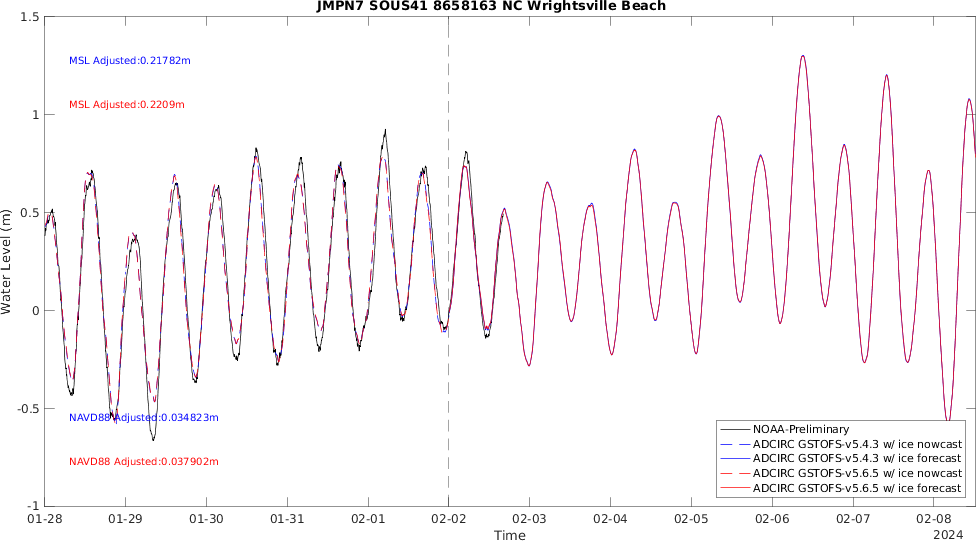 JMPN7 SOUS41 8658163 NC Wrightsville Beach
1.5
1
0.5
0
-0.5
-1
Water Level (m)
MSL Adjusted:0.21782m
MSL Adjusted:0.2209m
NAVD88 Adjusted:0.034823m
NAVD88 Adjusted:0.037902m
NOAA-Preliminary
ADCIRC GSTOFS-v5.4.3 w/ ice nowcast
ADCIRC GSTOFS-v5.4.3 w/ ice forecast
ADCIRC GSTOFS-v5.6.5 w/ ice nowcast
ADCIRC GSTOFS-v5.6.5 w/ ice forecast
01-28 01-29 01-30 01-31 02-01 02-02 02-03 02-04 02-05 02-06 02-07 02-08
Time
2024